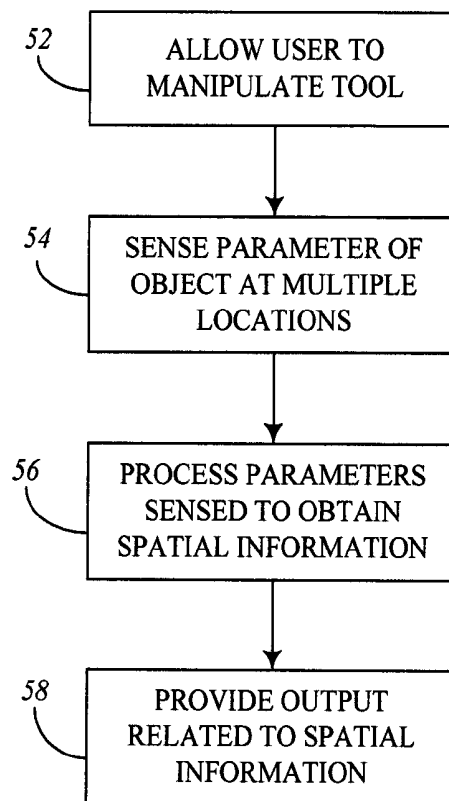 52
ALLOW USER TO
MANIPULATE TOOL
54
SENSE PARAMETER OF
OBJECT AT MULTIPLE
LOCATIONS
56
PROCESS PARAMETERS
SENSED TO OBTAIN
SPATIAL INFORMATION
58
PROVIDE OUTPUT
RELATED TO SPATIAL
INFORMATION